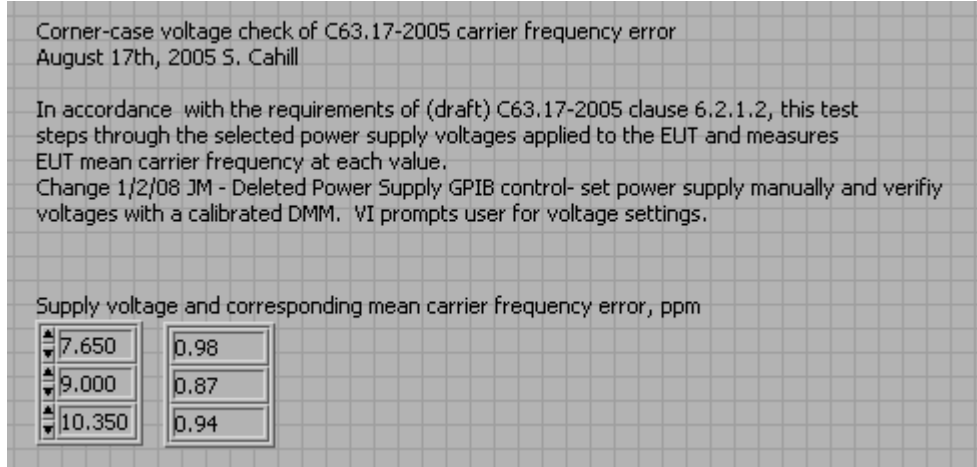 Corner-case voltage check of C63.17-2005 carrier frequency error
August 17th, 2005 S. Cahill
In accordance with the requirements of (draft) C63.17-2005 clause 6.2.1.2, this test
steps through the selected power supply voltages applied to the EUT and measures
EUT mean carrier frequency at each value.
Change 1/2/08 JM - Deleted Power Supply GPIB control- set power supply manually and verifiy
voltages with a calibrated DMM. VI prompts user for voltage settings.
Supply voltage and corresponding mean carrier frequency error, ppm
7.650 0.98
9.000 0.87
10.350 0.94